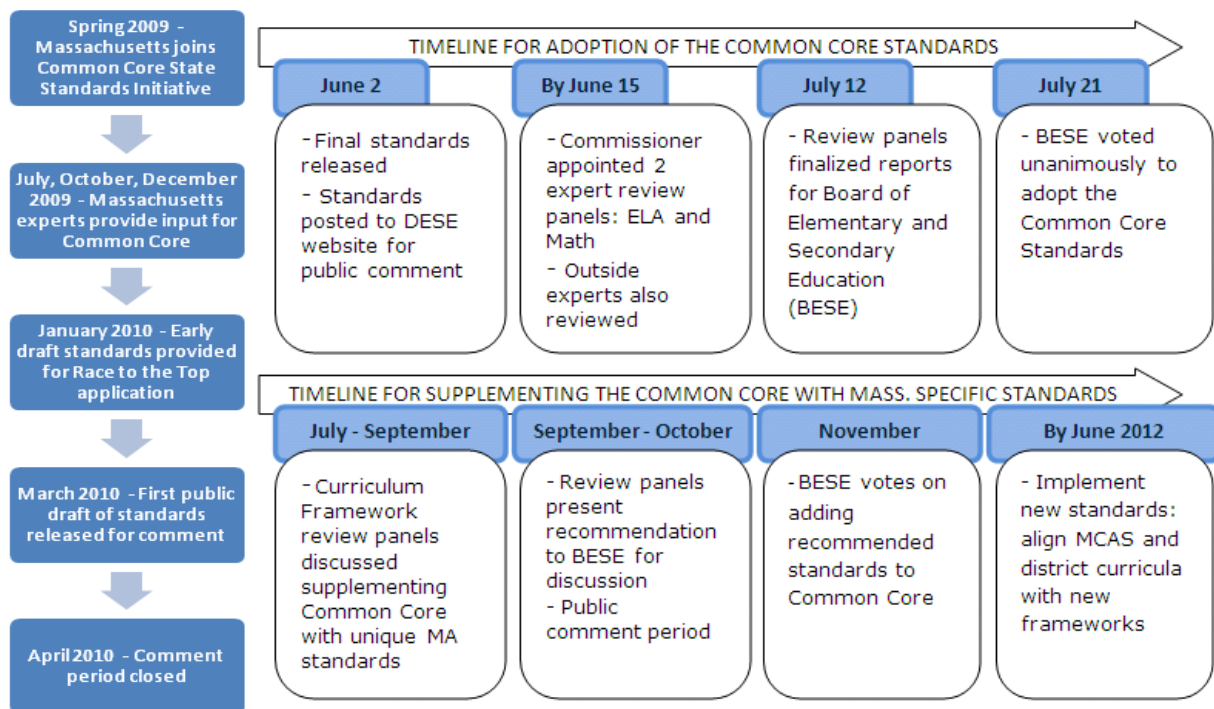 Spring 2009 -
Massachusetts joins
Common Core State
Standards Initiative
July, October, December
2009 - Massachusetts
experts provide input for
Common Core
January 2010 - Early
draft standards provided
for Race to the Top
application
March 2010 - First public
draft of standards
released for comment
April 2010 - Comment
period closed
TIMELINE FOR ADOPTION OF THE COMMON CORE STANDARDS
June 2
- Final standards
released
- Standards
posted to DESE
website for
public comment
By June 15
- Commissioner
appointed 2
expert review
panels: ELA and
Math
- Outside
experts also
reviewed
July 12
- Review panels
finalized reports
for Board of
Elementary and
Secondary
Education
(BESE)
July 21
- BESE voted
unanimously to
adopt the
Common Core
Standards
TIMELINE FOR SUPPLEMENTING THE COMMON CORE WITH MASS. SPECIFIC STANDARDS
July - September
- Curriculum
Framework
review panels
discussed
supplementing
Common Core
with unique MA
standards
September - October
- Review panels
present
recommendation
to BESE for
discussion
- Public
comment period
November
- BESE votes on
adding
recommended
standards to
Common Core
By June 2012
- Implement
new standards:
align MCAS and
district curricula
with new
frameworks